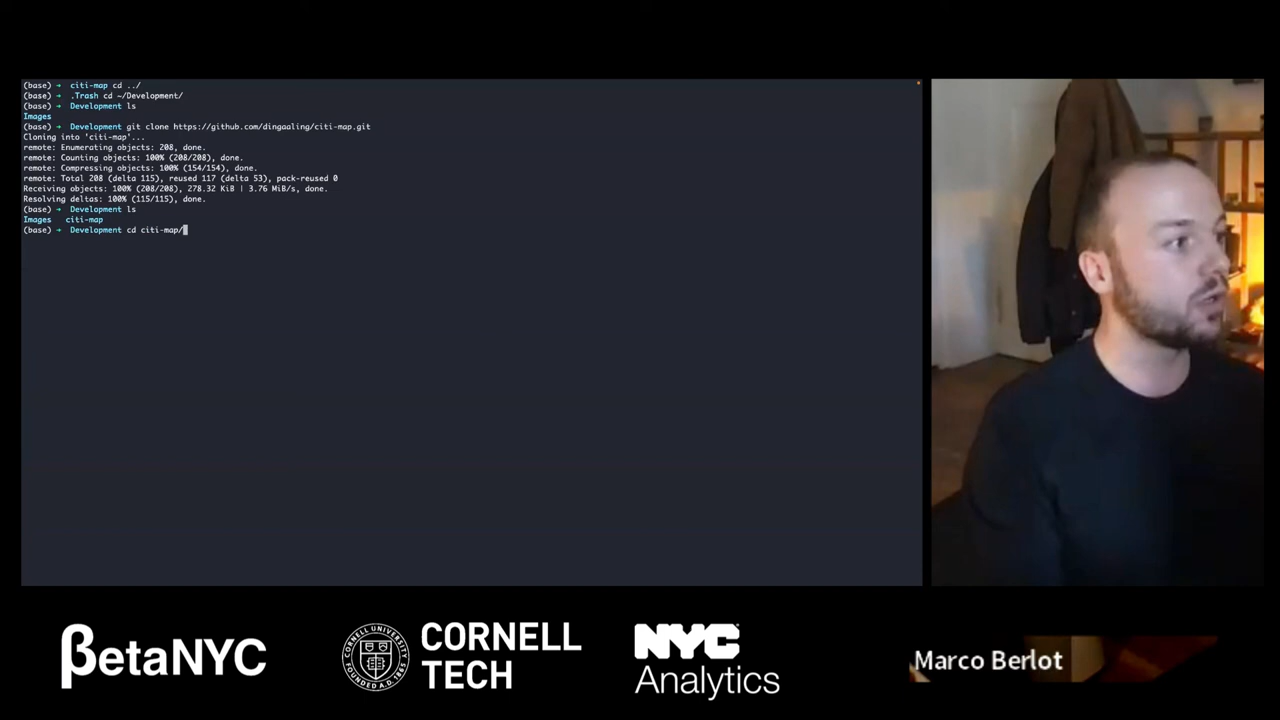 (base) → citi-map cd ../
(base) → .Trash cd ~/Development/
(base) → Development ls
Images
(base) → Development git clone https://github.com/dingaaling/citi-map.git
Cloning into 'citi-map'...
remote: Enumerating objects: 208, done.
remote: Counting objects: 100% (208/208), done.
remote: Compressing objects: 100% (154/154), done.
remote: Total 208 (delta 115), reused 117 (delta 53), pack-reused 0
Receiving objects: 100% (208/208), 278.32 KiB | 3.76 MiB/s, done.
Resolving deltas: 100% (115/115), done.
(base) → Development ls
Images citi-map
(base) → Development cd citi-map/
βetaNYC
CORNELL
TECH
NYC
Analytics
Marco Berlot